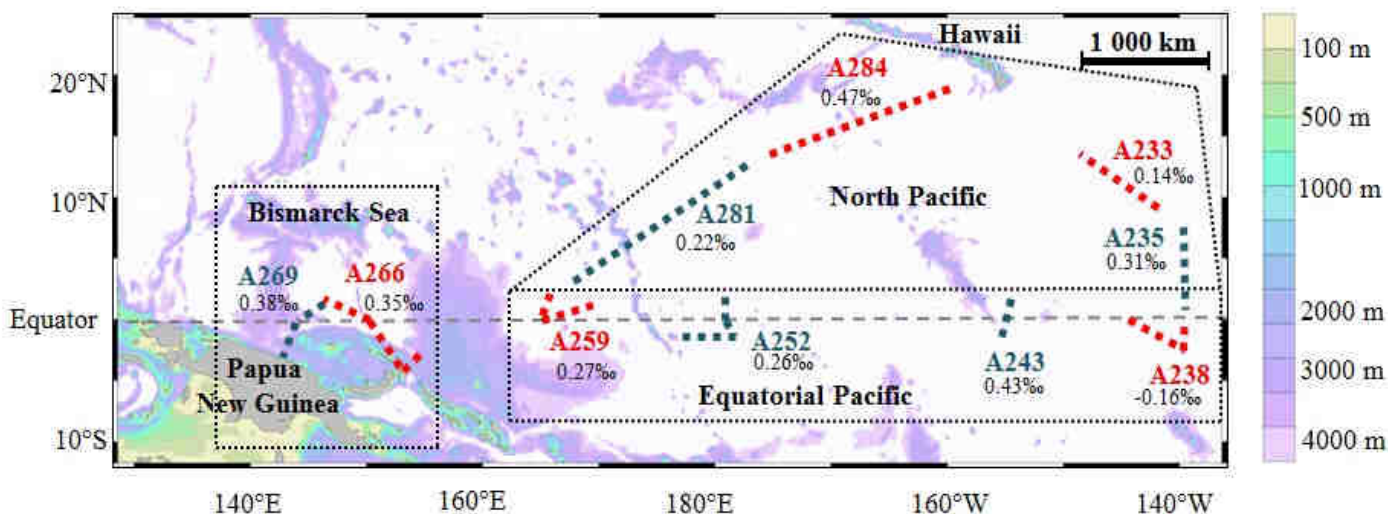 Hawaii
1 000 km
100 m
20°N
A284
0.47‰
500 m
A233
0.14‰
1000 m
10°N
Bismarck Sea
North Pacific
A281
0.22‰
A235
0.31‰
A269
0.38‰
A266
0.35‰
2000 m
Equator
A259
0.27‰
A252
0.26‰
A243
0.43‰
A238
-0.16‰
3000 m
Papua
New Guinea
Equatorial Pacific
10°S
4000 m
140°E
160°E
180°E
160°W
140°W